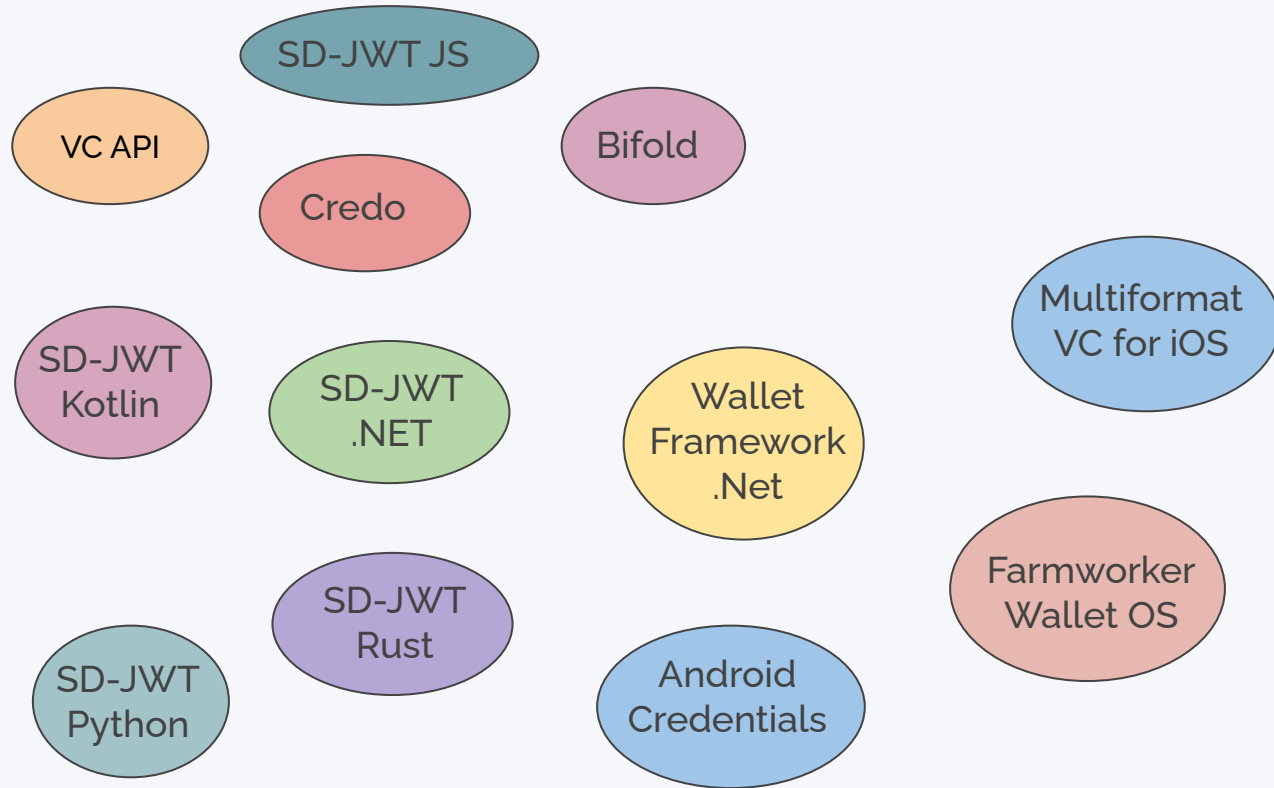 SD-JWT JS
VC API
Bifold
Credo
Multiformat
VC for iOS
SD-JWT
Kotlin
SD-JWT
.NET
Wallet
Framework
.Net
Farmworker
Wallet OS
SD-JWT
Rust
SD-JWT
Python
Android
Credentials